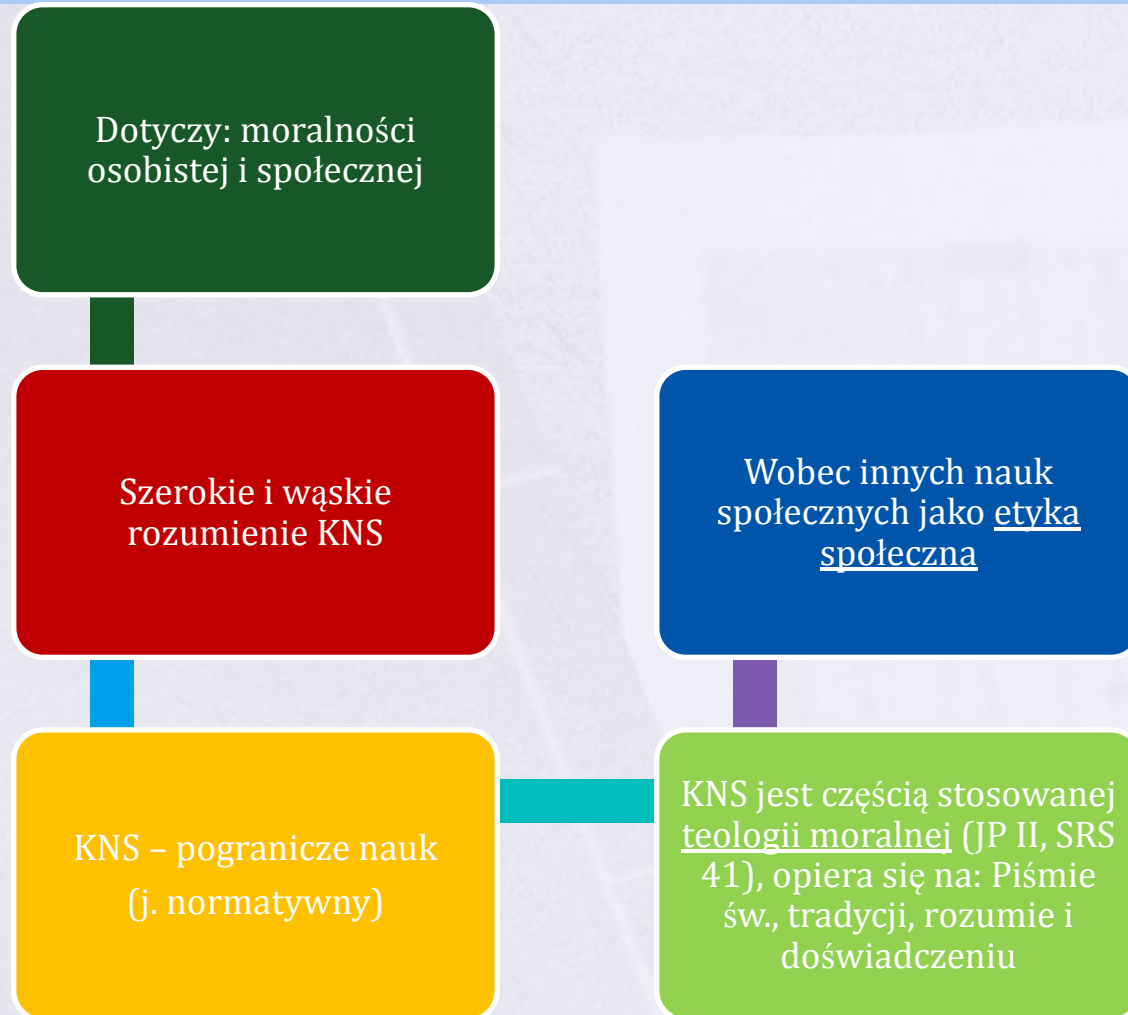 Dotyczy: moralności
osobistej i społecznej
Szerokie i wąskie
rozumienie KNS
KNS – pogranicze nauk
(j. normatywny)
KNS jest częścią stosowanej
teologii moralnej (JP II, SRS
41), opiera się na: Piśmie
św., tradycji, rozumie i
doświadczeniu
Wobec innych nauk
społecznych jako etyka
społeczna